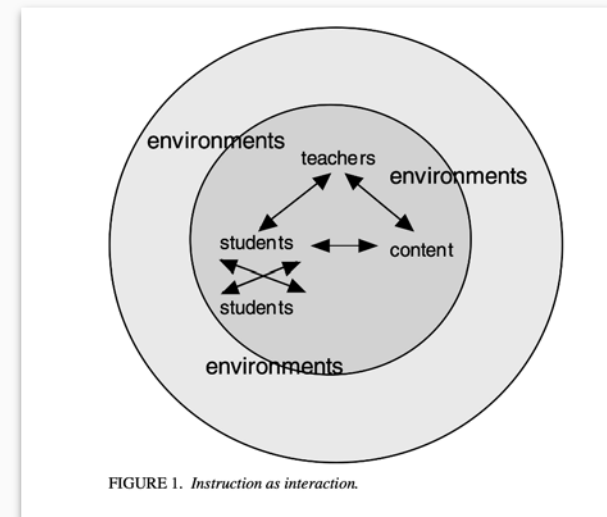 environments
teachers
environments
students
content
students
environments
FIGURE 1. Instruction as interaction.